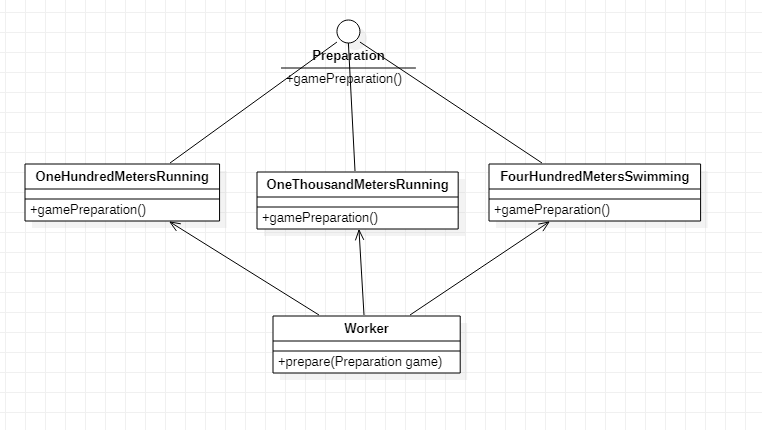 Preparation
+gamePreparation()
OneHundredMetersRunning
+gamePreparation()
OneThousandMetersRunning
+gamePreparation()
FourHundredMetersSwimming
+gamePreparation()
Worker
+prepare(Preparation game)